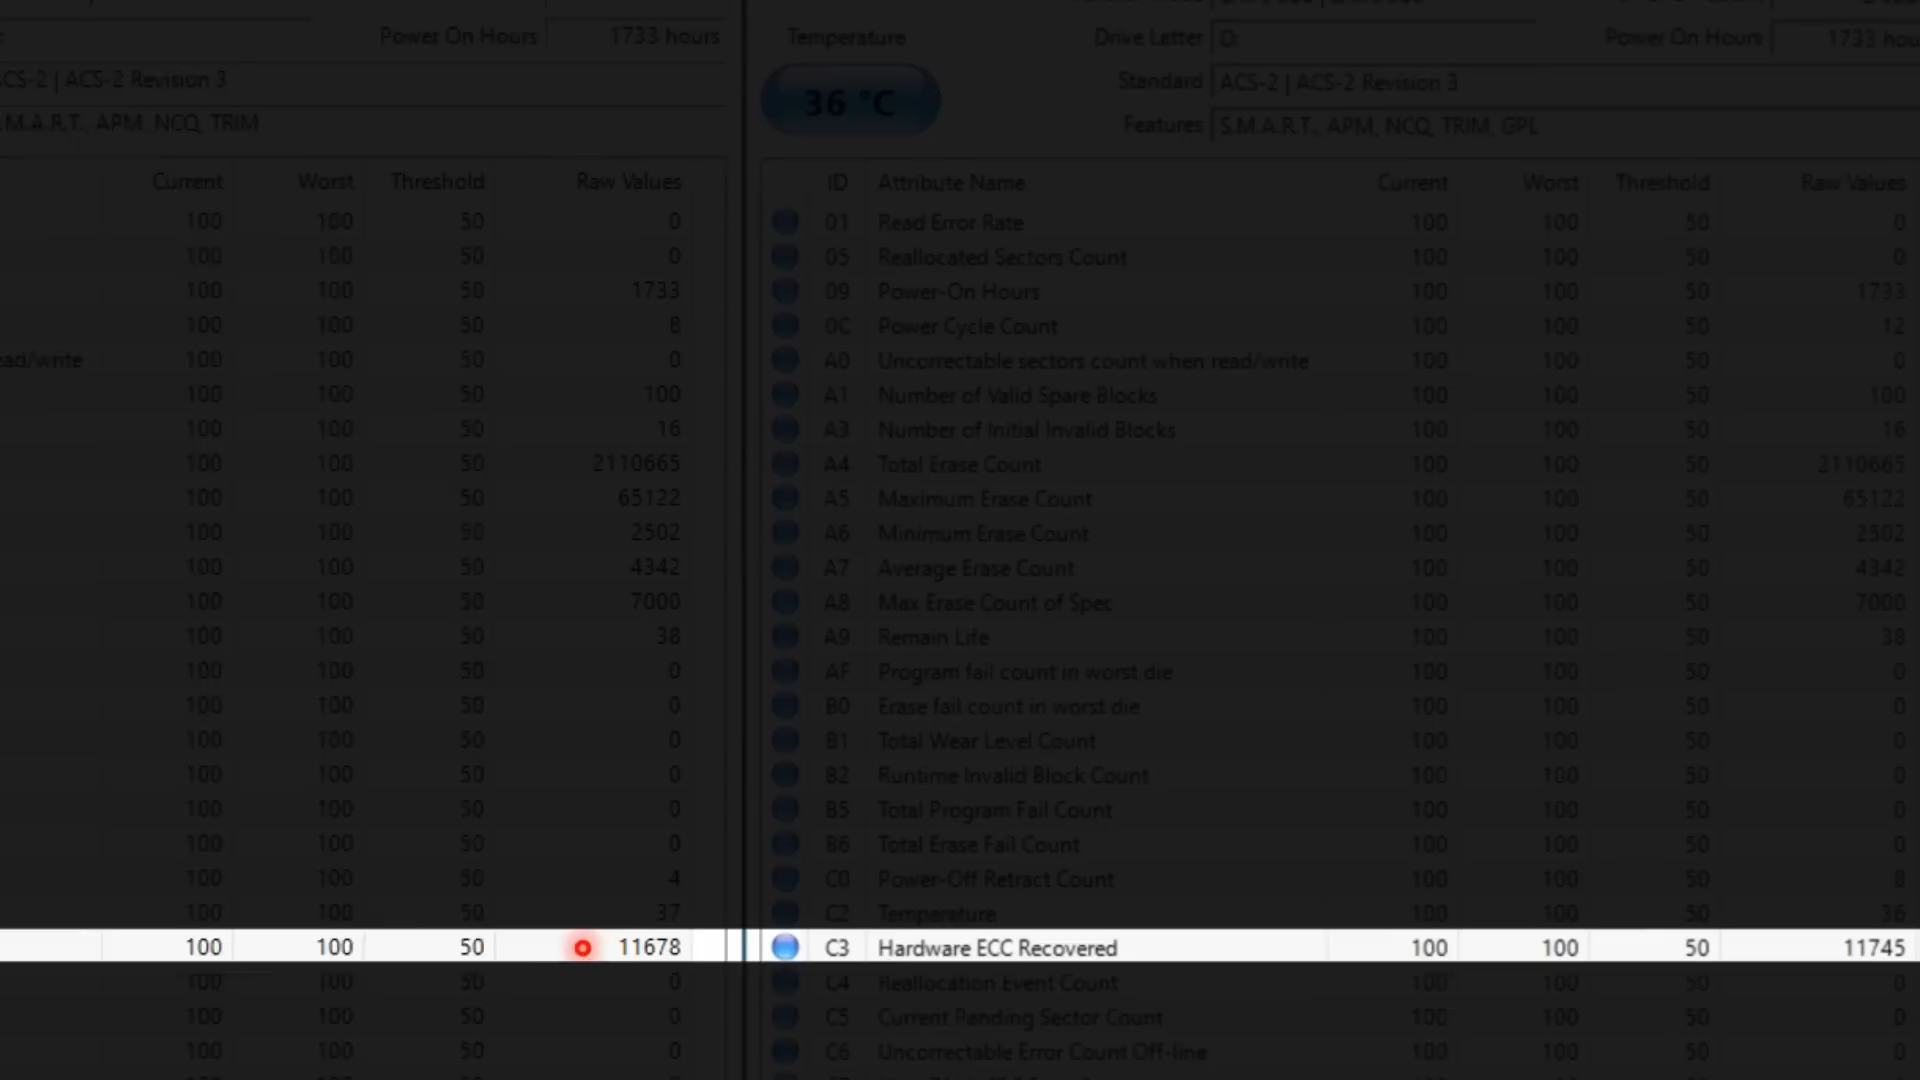 Power On Hours 1733 hours
ACS-2 | ACS-2 Revision 3
S.M.A.R.T., APM, NCQ, TRIM
Current Worst Threshold Raw Values
100 100 50 0
100 100 50 0
100 100 50 1733
100 100 50 8
read/write 100 100 50 0
100 100 50 100
100 100 50 16
100 100 50 2110665
100 100 50 65122
100 100 50 2502
100 100 50 4342
100 100 50 7000
100 100 50 38
100 100 50 0
100 100 50 0
100 100 50 0
100 100 50 0
100 100 50 0
100 100 50 0
100 100 50 4
100 100 50 37
100 100 50 11678
100 100 50 0
100 100 50 0
100 100 50 0
Temperature Drive Letter D: Power On Hours 1733 hou
Standard ACS-2 | ACS-2 Revision 3
36 °C
Features S.M.A.R.T., APM, NCQ, TRIM, GPL
ID Attribute Name Current Worst Threshold Raw Values
01 Read Error Rate 100 100 50 0
05 Reallocated Sectors Count 100 100 50 0
09 Power-On Hours 100 100 50 1733
0C Power Cycle Count 100 100 50 12
A0 Uncorrectable sectors count when read/write 100 100 50 0
A1 Number of Valid Spare Blocks 100 100 50 100
A3 Number of Initial Invalid Blocks 100 100 50 16
A4 Total Erase Count 100 100 50 2110665
A5 Maximum Erase Count 100 100 50 65122
A6 Minimum Erase Count 100 100 50 2502
A7 Average Erase Count 100 100 50 4342
A8 Max Erase Count of Spec 100 100 50 7000
A9 Remain Life 100 100 50 38
AF Program fail count in worst die 100 100 50 0
B0 Erase fail count in worst die 100 100 50 0
B1 Total Wear Level Count 100 100 50 0
B2 Runtime Invalid Block Count 100 100 50 0
B5 Total Program Fail Count 100 100 50 0
B6 Total Erase Fail Count 100 100 50 0
C0 Power-Off Retract Count 100 100 50 8
C2 Temperature 100 100 50 36
C3 Hardware ECC Recovered 100 100 50 11745
C4 Reallocation Event Count 100 100 50 0
C5 Current Pending Sector Count 100 100 50 0
C6 Uncorrectable Error Count Off-line 100 100 50 0